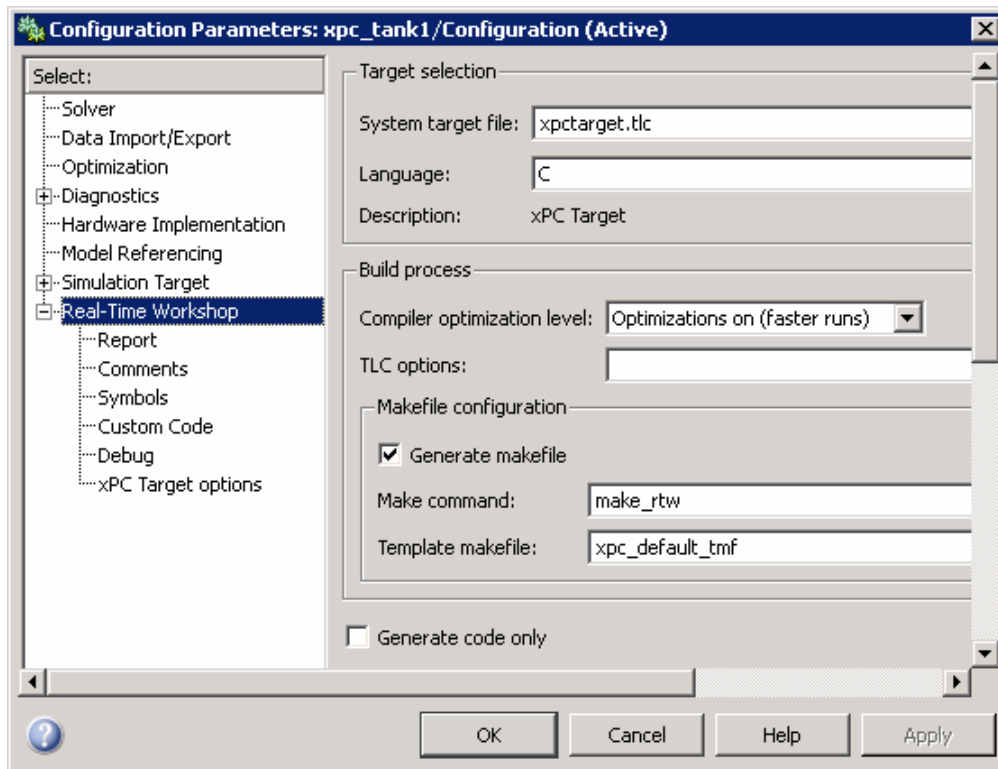 Configuration Parameters: xpc_tank1/Configuration (Active)
Select:
Solver
Data Import/Export
Optimization
Diagnostics
Hardware Implementation
Model Referencing
Simulation Target
Real-Time Workshop
Report
Comments
Symbols
Custom Code
Debug
xPC Target options
Target selection
System target file: xpctarget.tlc
Language: C
Description: xPC Target
Build process
Compiler optimization level: Optimizations on (faster runs)
TLC options:
Makefile configuration
Generate makefile
Make command: make_rtw
Template makefile: xpc_default_tmf
Generate code only
OK Cancel Help Apply